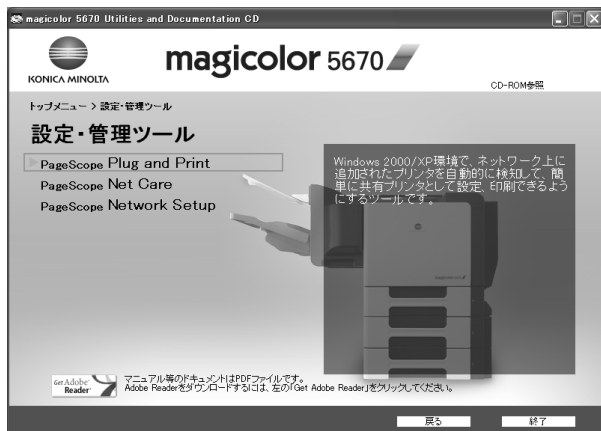 magicolor 5670 Utilities and Documentation CD
KONICA MINOLTA
magicolor 5670
CD-ROM参照
トップメニュー > 設定・管理ツール
設定・管理ツール
PageScope Plug and Print
PageScope Net Care
PageScope Network Setup
Windows 2000/XP環境で、ネットワーク上に
追加されたプリンタを自動的に検知して、簡
単に共有プリンタとして設定、印刷できるよう
にするツールです。
magicolor
Get Adobe
Reader
マニュアル等のドキュメントはPDFファイルです。
Adobe Readerをダウンロードするには、左の「Get Adobe Reader」をクリックしてください。
戻る
終了